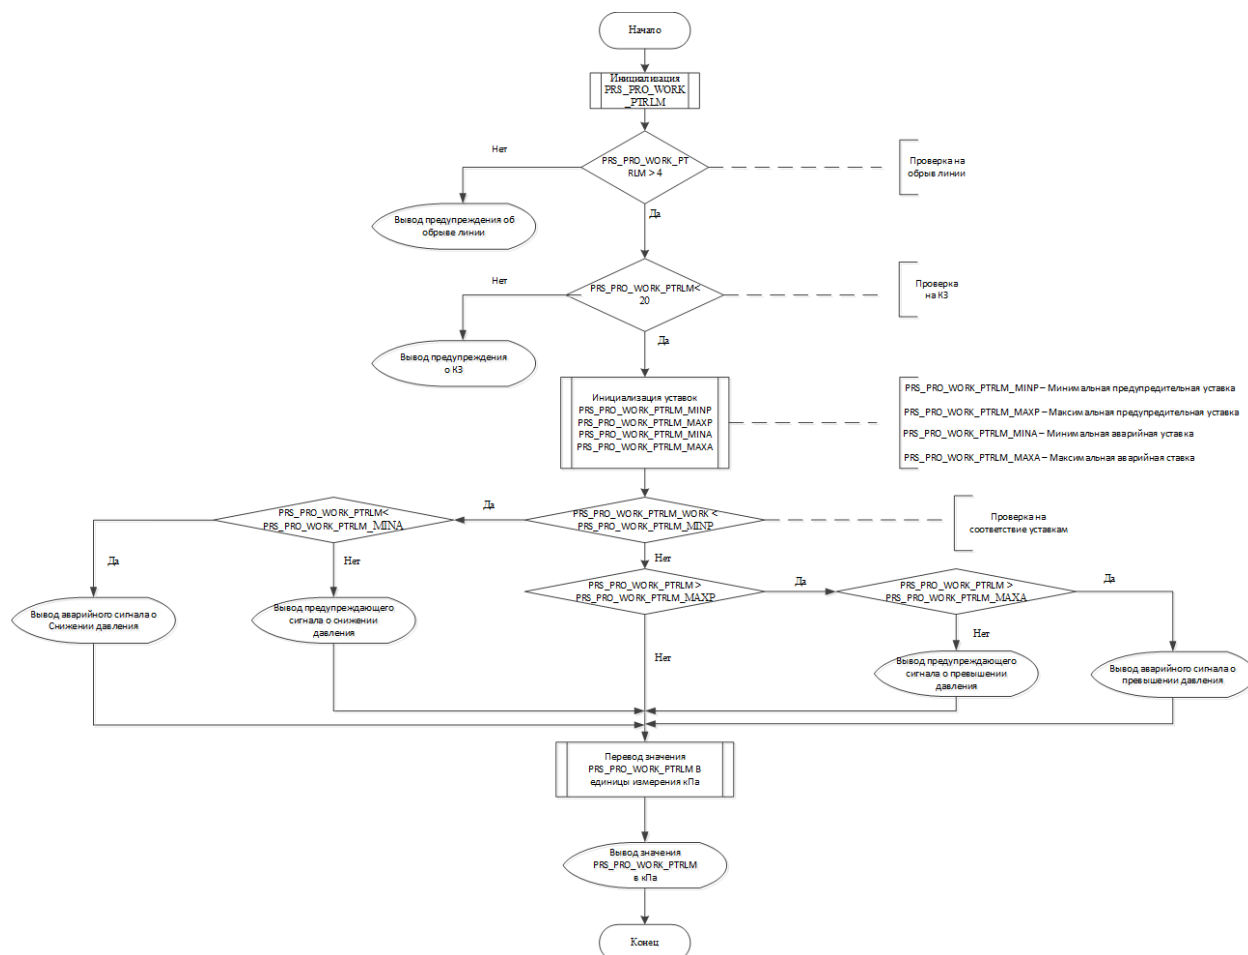 Начало
Инициализация
PRS_PRO_WORK
_PTRLM
Нет
PRS_PRO_WORK_PT
RLM > 4
Проверка на
обрыв линии
Вывод предупреждения об
обрыве линии
Да
Нет
PRS_PRO_WORK_PTRLM<
20
Проверка
на КЗ
Да
Вывод предупреждения
о КЗ
Инициализация уставок
PRS_PRO_WORK_PTRLM_MINP
PRS_PRO_WORK_PTRLM_MAXP
PRS_PRO_WORK_PTRLM_MINA
PRS_PRO_WORK_PTRLM_MAXA
PRS_PRO_WORK_PTRLM_MINP – Минимальная предупредительная уставка
PRS_PRO_WORK_PTRLM_MAXP – Максимальная предупредительная уставка
PRS_PRO_WORK_PTRLM_MINA – Минимальная аварийная уставка
PRS_PRO_WORK_PTRLM_MAXA – Максимальная аварийная ставка
PRS_PRO_WORK_PTRLM<
PRS_PRO_WORK_PTRLM_MINA
Да
PRS_PRO_WORK_PTRLM_WORK <
PRS_PRO_WORK_PTRLM_MINP
Проверка на
соответствие уставкам
Да
Нет
Нет
PRS_PRO_WORK_PTRLM >
PRS_PRO_WORK_PTRLM_MAXP
Да
PRS_PRO_WORK_PTRLM >
PRS_PRO_WORK_PTRLM_MAXA
Да
Вывод аварийного сигнала о
Снижении давления
Вывод предупреждающего
сигнала о снижении
давления
Нет
Нет
Вывод предупреждающего
сигнала о превышении
давления
Вывод аварийного сигнала о
превышении давления
Перевод значения
PRS_PRO_WORK_PTRLM В
единицы измерения кПа
Вывод значения
PRS_PRO_WORK_PTRLM
в кПа
Конец